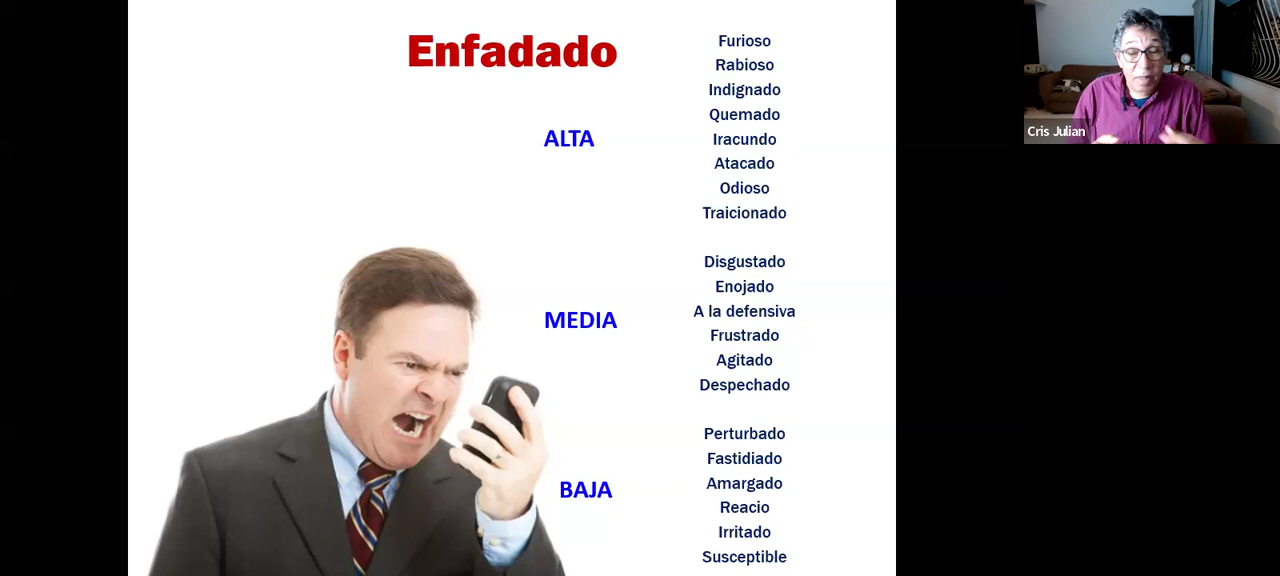 Enfadado
ALTA
Furioso
Rabioso
Indignado
Quemado
Iracundo
Atacado
Odioso
Traicionado
MEDIA
Disgustado
Enojado
A la defensiva
Frustrado
Agitado
Despechado
BAJA
Perturbado
Fastidiado
Amargado
Reacio
Irritado
Susceptible
Cris Julian